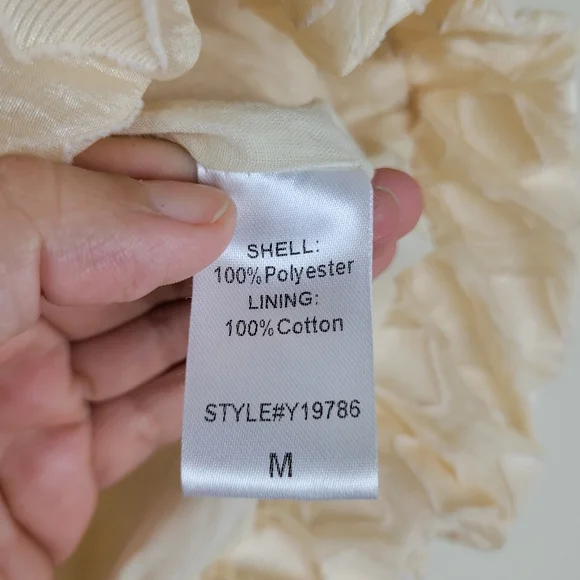 SHELL:
100%Polyester
LINING:
100%Cotton
STYLE#Y19786
M